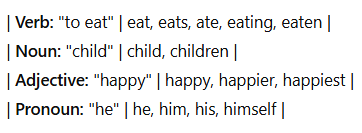 | Verb: "to eat" | eat, eats, ate, eating, eaten |
| Noun: "child" | child, children |
| Adjective: "happy" | happy, happier, happiest |
| Pronoun: "he" | he, him, his, himself |